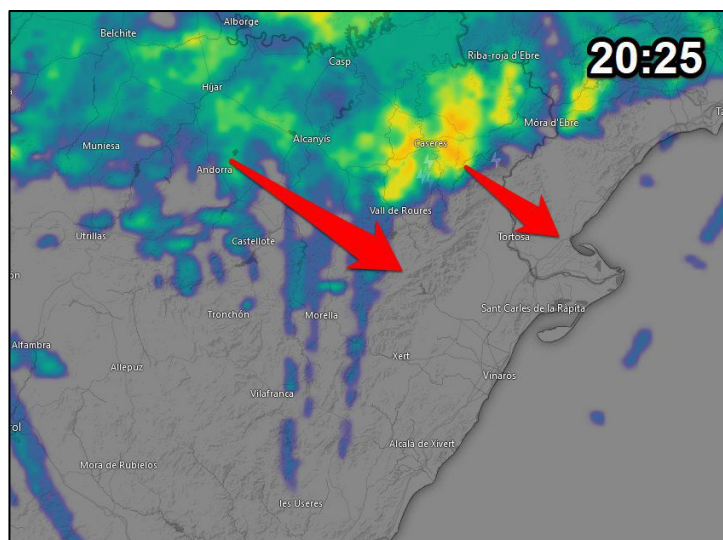 Alborge
Belchite
20:25
Riba-roja d'Ebre
Casp
Híjar
Móra d'Ebre
Alcanyís
Muniesa
Caseres
Andorra
Vall de Roures
Tortosa
Utrillas
Castellote
Sant Carles de la Ràpita
Tronchón
Morella
Alfambra
Xert
Allepuz
Vinaròs
Vilafranca
Alcalà de Xivert
Mora de Rubielos
les Useres